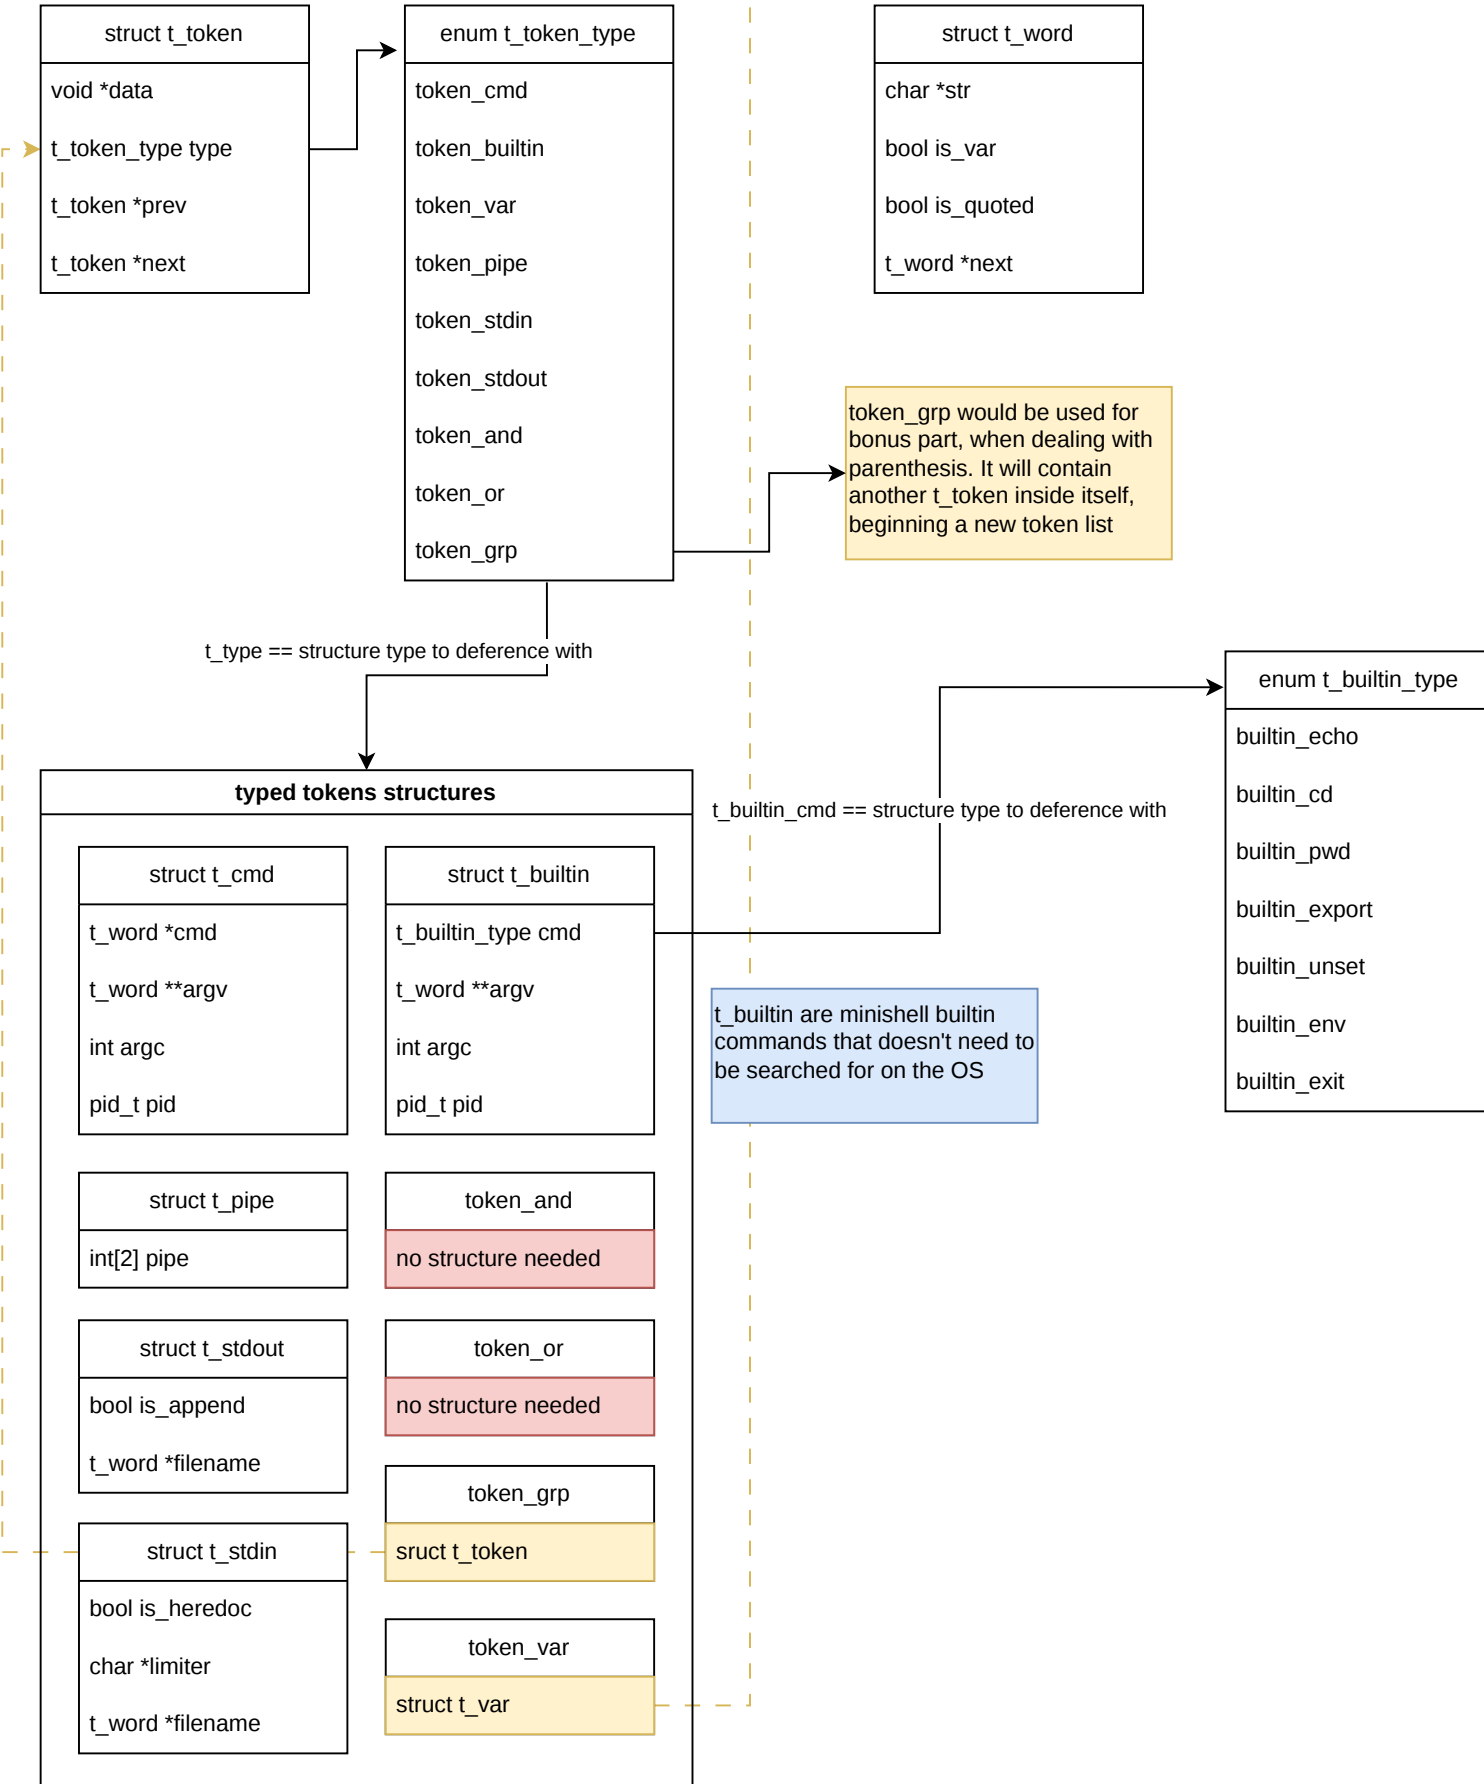 struct t_token
void *data
t_token_type type
t_token *prev
t_token *next
enum t_token_type
token_cmd
token_builtin
token_var
token_pipe
token_stdin
token_stdout
token_and
token_or
token_grp
struct t_word
char *str
bool is_var
bool is_quoted
t_word *next
token_grp would be used for
bonus part, when dealing with
parenthesis. It will contain
another t_token inside itself,
beginning a new token list
t_type == structure type to deference with
enum t_builtin_type
builtin_echo
builtin_cd
builtin_pwd
builtin_export
builtin_unset
builtin_env
builtin_exit
t_builtin_cmd == structure type to deference with
typed tokens structures
struct t_cmd
t_word *cmd
t_word **argv
int argc
pid_t pid
struct t_builtin
t_builtin_type cmd
t_word **argv
int argc
pid_t pid
t_builtin are minishell builtin
commands that doesn't need to
be searched for on the OS
struct t_pipe
int[2] pipe
token_and
no structure needed
struct t_stdout
bool is_append
t_word *filename
token_or
no structure needed
token_grp
sruct t_token
struct t_stdin
bool is_heredoc
char *limiter
t_word *filename
token_var
struct t_var